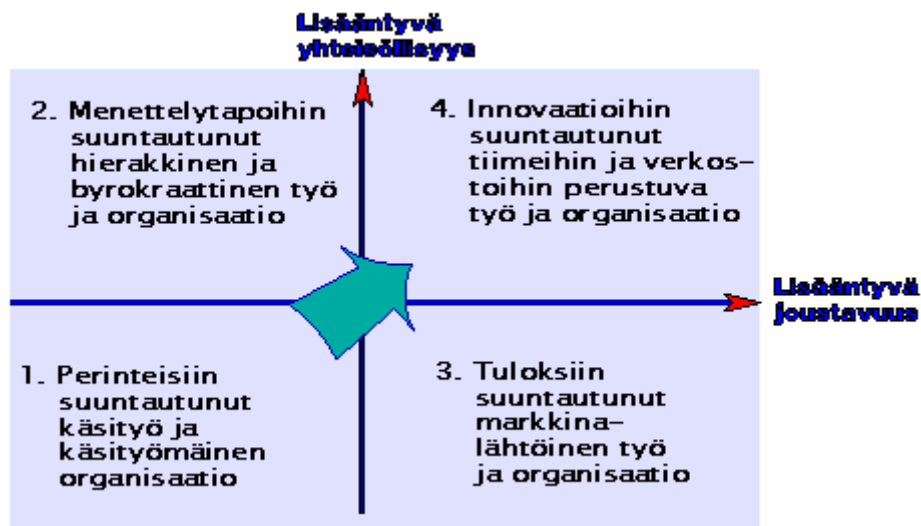 Lisääntyvä
yhteisöllisyys
2. Menettelytapoihin
suuntautunut
hierakkinen ja
byrokraattinen työ
ja organisaatio
4. Innovaatioihin
suuntautunut
tiimeihin ja verkos-
toihin perustuva
työ ja organisaatio
Lisääntyvä
joustavuus
1. Perinteisiin
suuntautunut
käsityö ja
käsityömäinen
organisaatio
3. Tuloksiin
suuntautunut
markkina-
lähtöinen työ
ja organisaatio